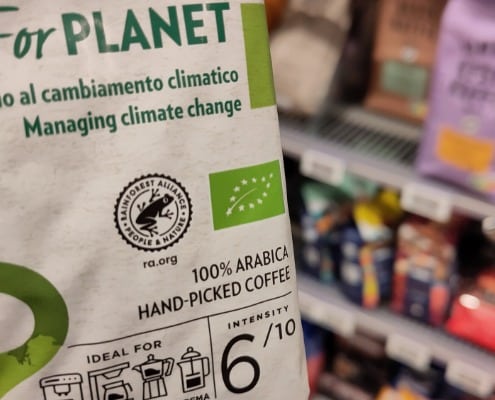 For PLANET
al cambiamento climatico
Managing climate change
RAINFOREST ALLIANCE
PEOPLE & NATURE
ra.org
100% ARABICA
HAND-PICKED COFFEE
IDEAL FOR
INTENSITY
6/10